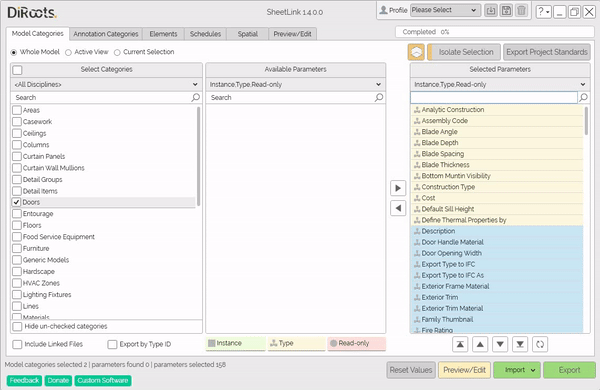 DiRoots
SheetLink 1.4.0.0
Profile
Please Select
?
Model Categories
Annotation Categories
Elements
Schedules
Spatial
Preview/Edit
Completed 0%
Whole Model
Active View
Current Selection
Isolate Selection
Export Project Standards
Select Categories
Available Parameters
Selected Parameters
<All Disciplines>
Instance,Type,Read-only
Instance,Type,Read-only
Search
Search
Areas
Casework
Ceilings
Columns
Curtain Panels
Curtain Wall Mullions
Detail Groups
Detail Items
Doors
Entourage
Floors
Food Service Equipment
Furniture
Generic Models
Hardscape
HVAC Zones
Lighting Fixtures
Lines
Materials
Hide un-checked categories
Analytic Construction
Assembly Code
Blade Angle
Blade Depth
Blade Spacing
Blade Thickness
Bottom Muntin Visibility
Construction Type
Cost
Default Sill Height
Define Thermal Properties by
Description
Door Handle Material
Door Opening Width
Export Type to IFC
Export Type to IFC As
Exterior Frame Material
Exterior Trim
Exterior Trim Material
Family Thumbnail
Fire Rating
Include Linked Files
Export by Type ID
Instance
Type
Read-only
Model categories selected 2 | parameters found 0 | parameters selected 158
Reset Values
Preview/Edit
Import
Export
Feedback
Donate
Custom Software